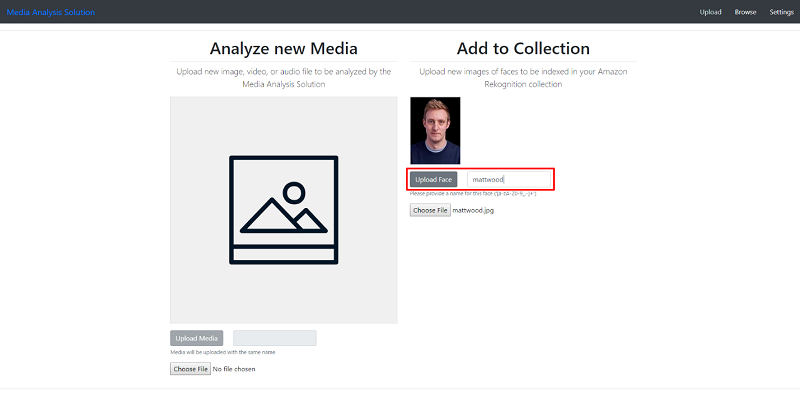 Media Analysis Solution
Upload Browse Settings
Analyze new Media
Upload new image, video, or audio file to be analyzed by the
Media Analysis Solution
Upload Media
Media will be uploaded with the same name
Choose File No file chosen
Add to Collection
Upload new images of faces to be indexed in your Amazon
Rekognition collection
Upload Face mattwood
Please provide a name for this face
Choose File mattwood.jpg